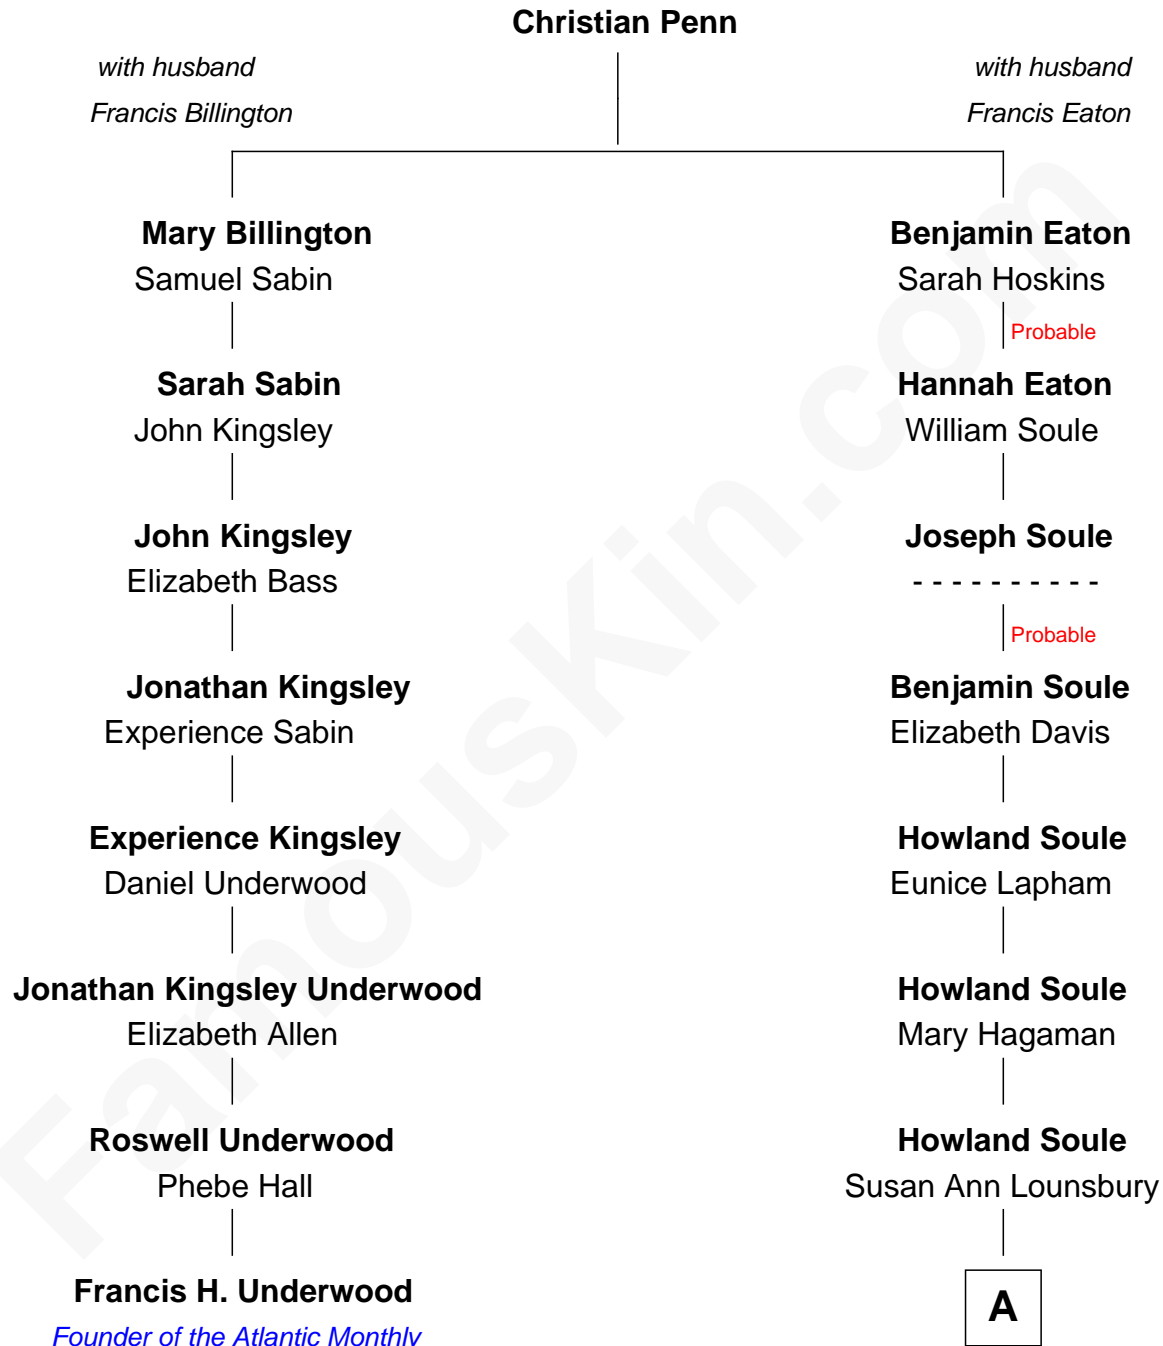 Christian Penn
with husband
Francis Billington
with husband
Francis Eaton
Mary Billington
Samuel Sabin
Benjamin Eaton
Sarah Hoskins
Probable
Sarah Sabin
John Kingsley
Hannah Eaton
William Soule
John Kingsley
Elizabeth Bass
Joseph Soule
- - - - - - - - - -
Probable
Jonathan Kingsley
Experience Sabin
Benjamin Soule
Elizabeth Davis
Experience Kingsley
Daniel Underwood
Howland Soule
Eunice Lapham
Jonathan Kingsley Underwood
Elizabeth Allen
Howland Soule
Mary Hagaman
Roswell Underwood
Phebe Hall
Howland Soule
Susan Ann Lounsbury
Francis H. Underwood
Founder of the Atlantic Monthly
A
FamousKin.com